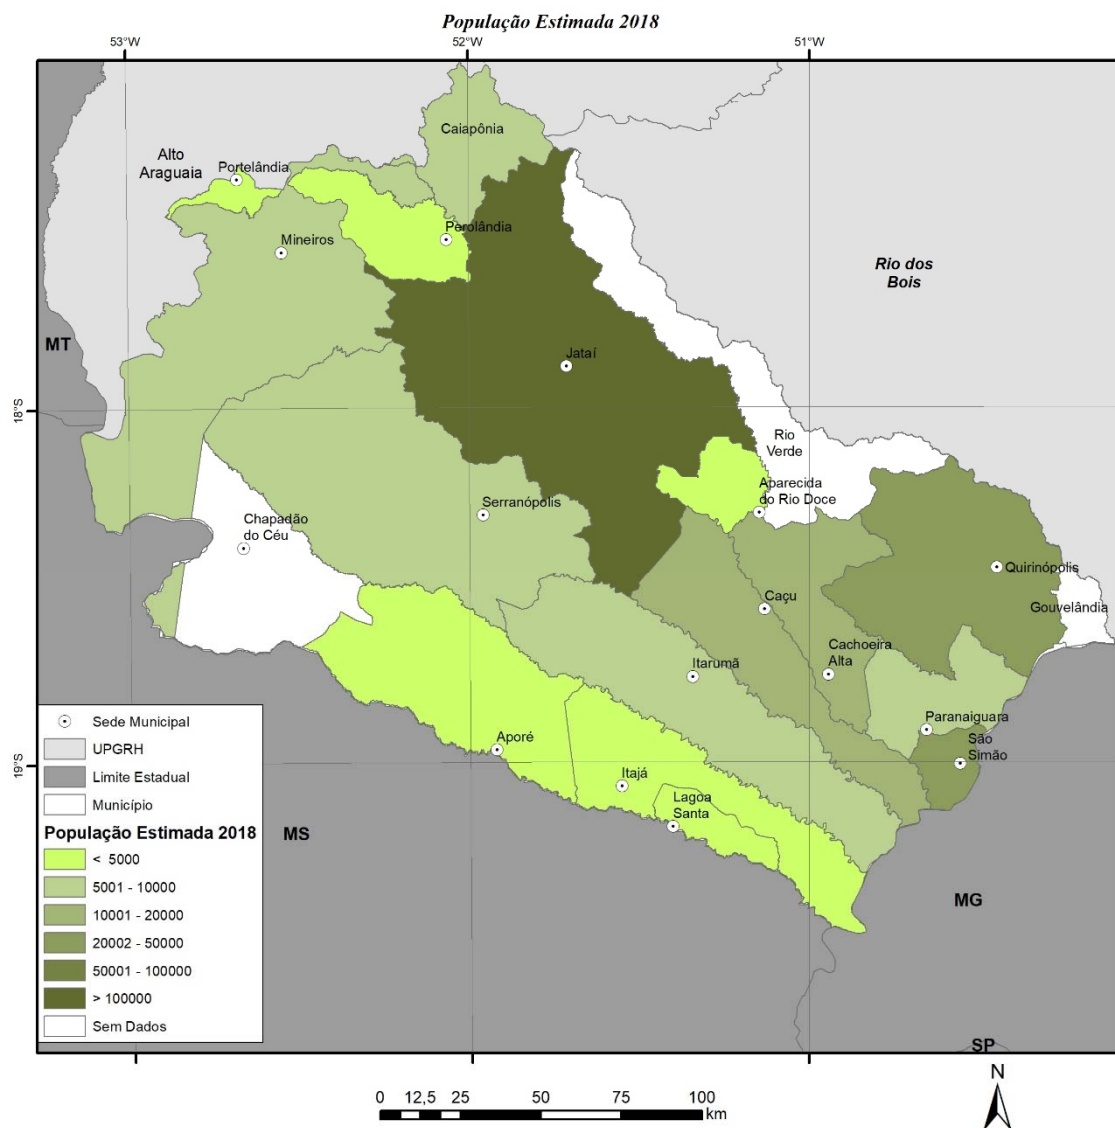 População Estimada 2018
53°W
52°W
51°W
Caiapônia
Alto
Araguaia
Portelândia
Perolândia
Mineiros
Rio dos
Bois
MT
Jataí
18°S
Rio
Verde
Aparecida
do Rio Doce
Serranópolis
Chapadão
do Céu
Quirinópolis
Caçu
Gouvelândia
Cachoeira
Alta
Itarumã
Paranaiguara
São
Simão
Aporé
19°S
Itajá
Lagoa
Santa
MS
MG
SP
Sede Municipal
UPGRH
Limite Estadual
Município
População Estimada 2018
< 5000
5001 - 10000
10001 - 20000
20002 - 50000
50001 - 100000
> 100000
Sem Dados
N
0 12,5 25 50 75 100
km